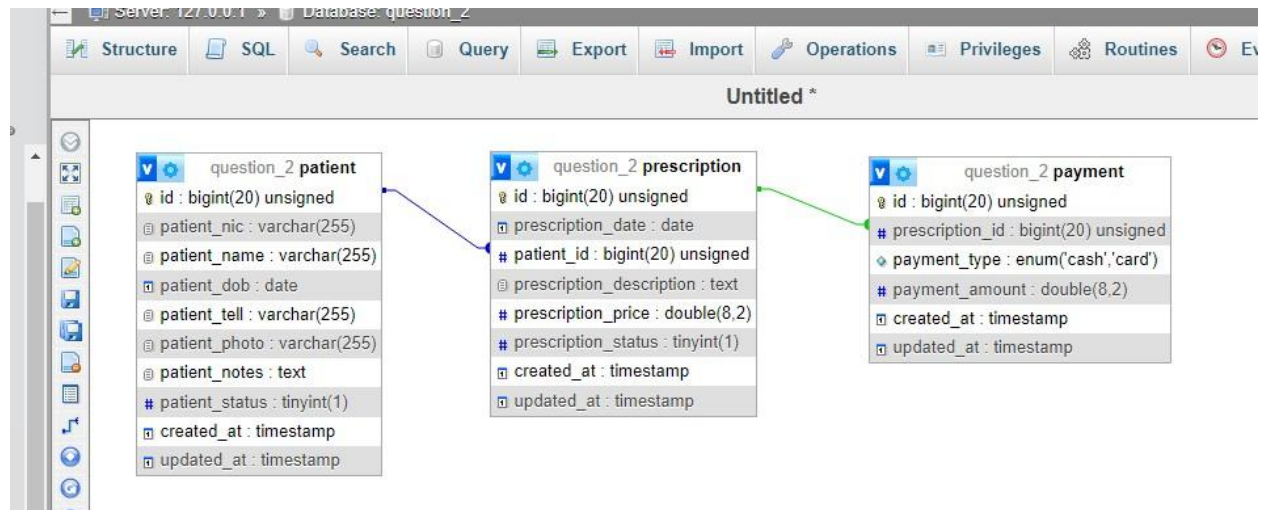 Server: 127.0.0.1 » Database: question_2
Structure SQL Search Query Export Import Operations Privileges Routines
Untitled *
V question_2 patient
id : bigint(20) unsigned
patient_nic : varchar(255)
patient_name : varchar(255)
patient_dob : date
patient_tell : varchar(255)
patient_photo : varchar(255)
patient_notes : text
# patient_status : tinyint(1)
created_at : timestamp
updated_at : timestamp
V question_2 prescription
id : bigint(20) unsigned
prescription_date : date
# patient_id : bigint(20) unsigned
prescription_description : text
# prescription_price : double(8,2)
# prescription_status : tinyint(1)
created_at : timestamp
updated_at : timestamp
V question_2 payment
id : bigint(20) unsigned
# prescription_id : bigint(20) unsigned
payment_type : enum('cash','card')
# payment_amount : double(8,2)
created_at : timestamp
updated_at : timestamp